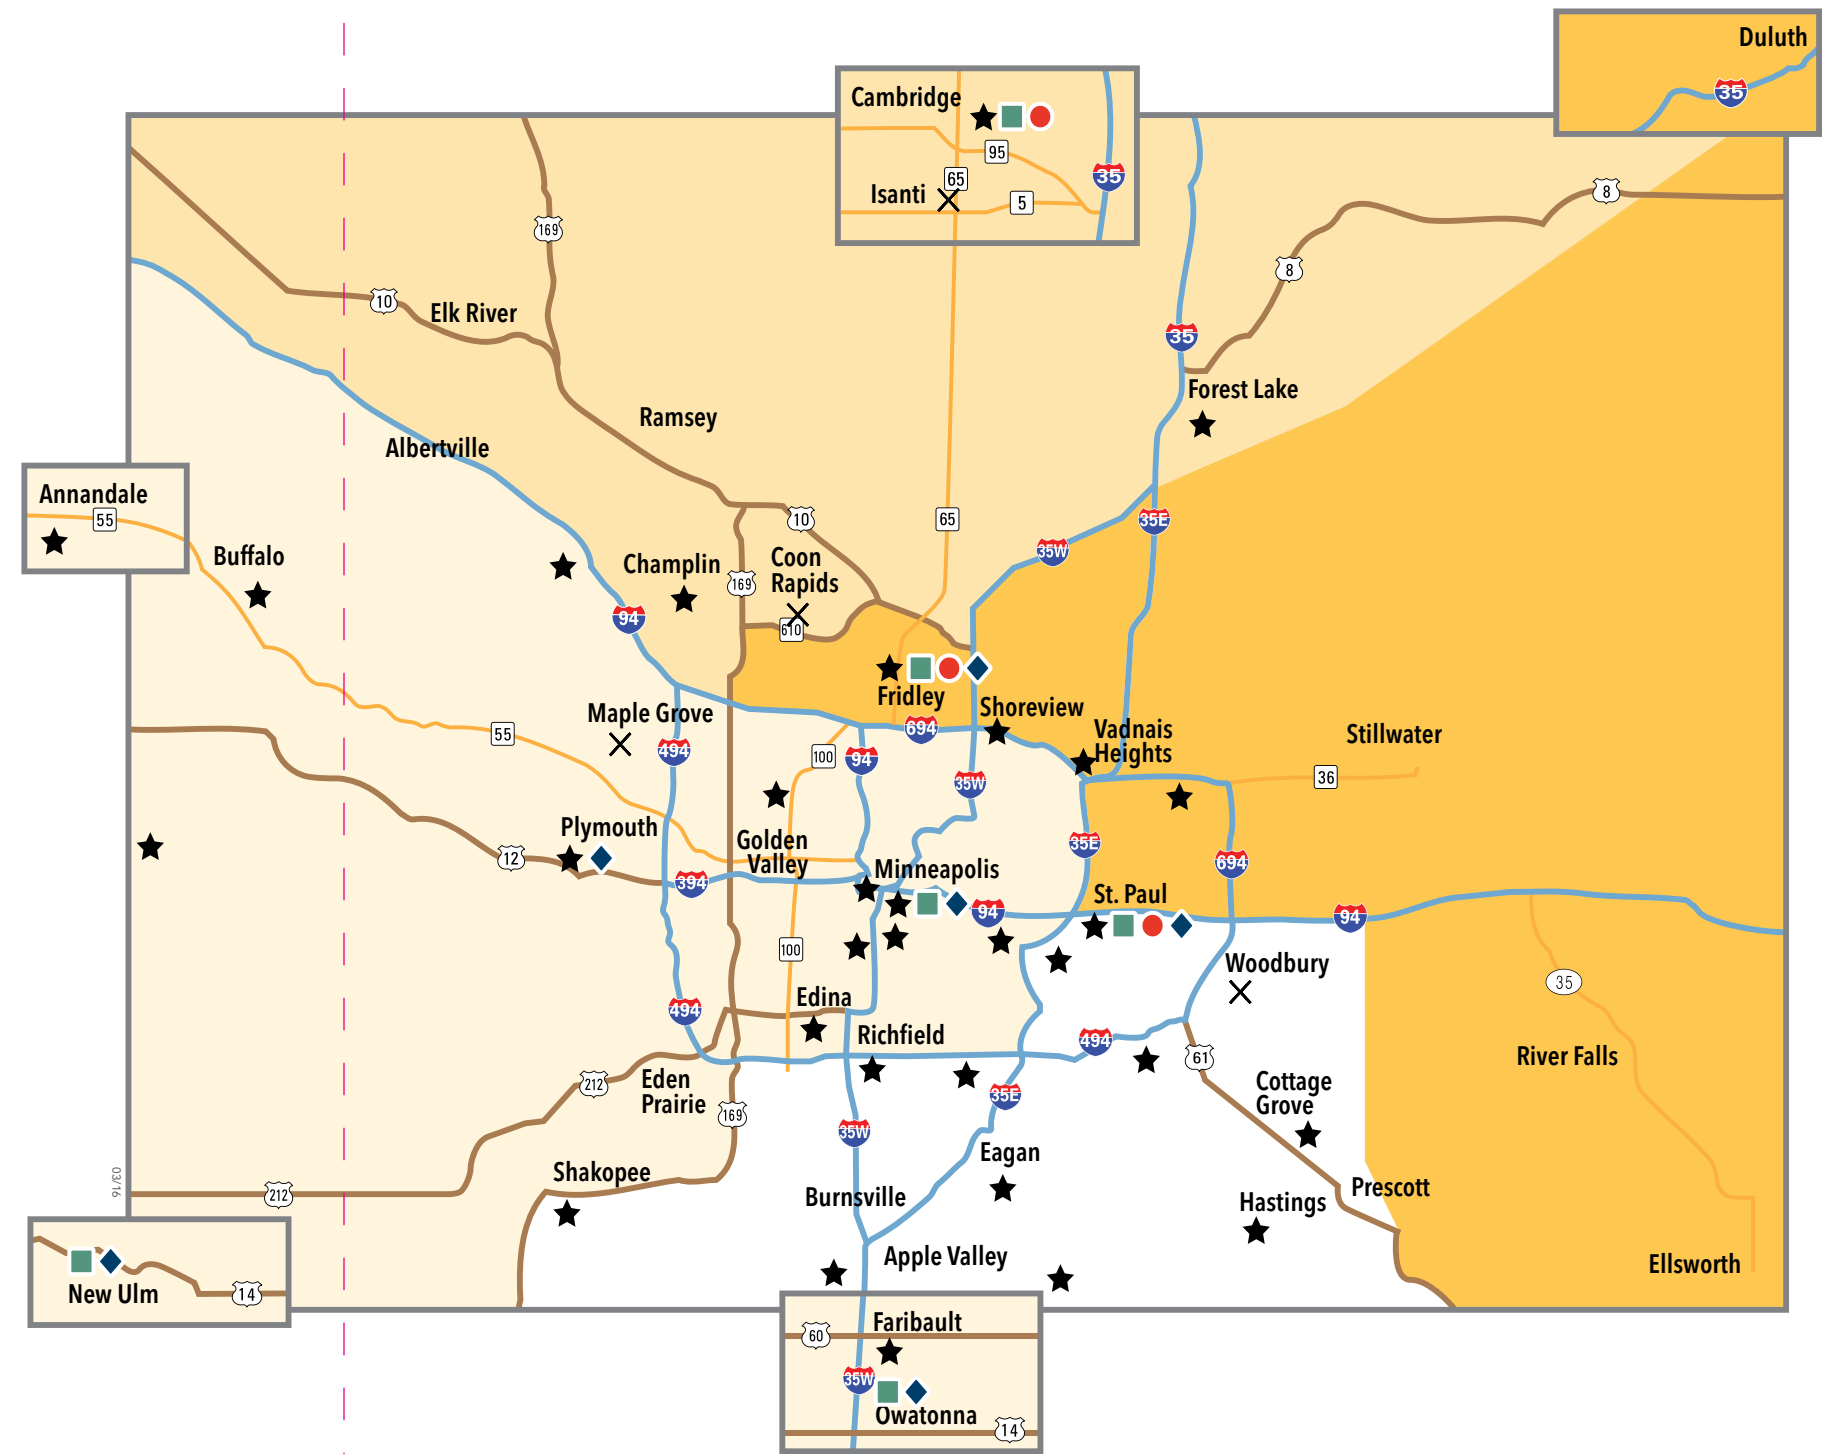 Duluth
35
Cambridge
95
65
35
Isanti
5
8
169
8
10
Elk River
35
Forest Lake
Ramsey
Albertville
Annandale
55
10
65
35E
35W
Buffalo
Champlin
169
Coon
Rapids
94
610
Fridley
Shoreview
Maple Grove
55
494
694
Vadnais
Heights
Stillwater
100
94
35W
36
Plymouth
Golden
Valley
35E
12
394
Minneapolis
694
94
St. Paul
94
100
Woodbury
35
Edina
494
Richfield
494
61
River Falls
212
Eden
Prairie
169
35E
Cottage
Grove
35W
Eagan
03/16
Shakopee
212
Burnsville
Prescott
Hastings
Apple Valley
Ellsworth
New Ulm
14
Faribault
60
35W
Owatonna
14